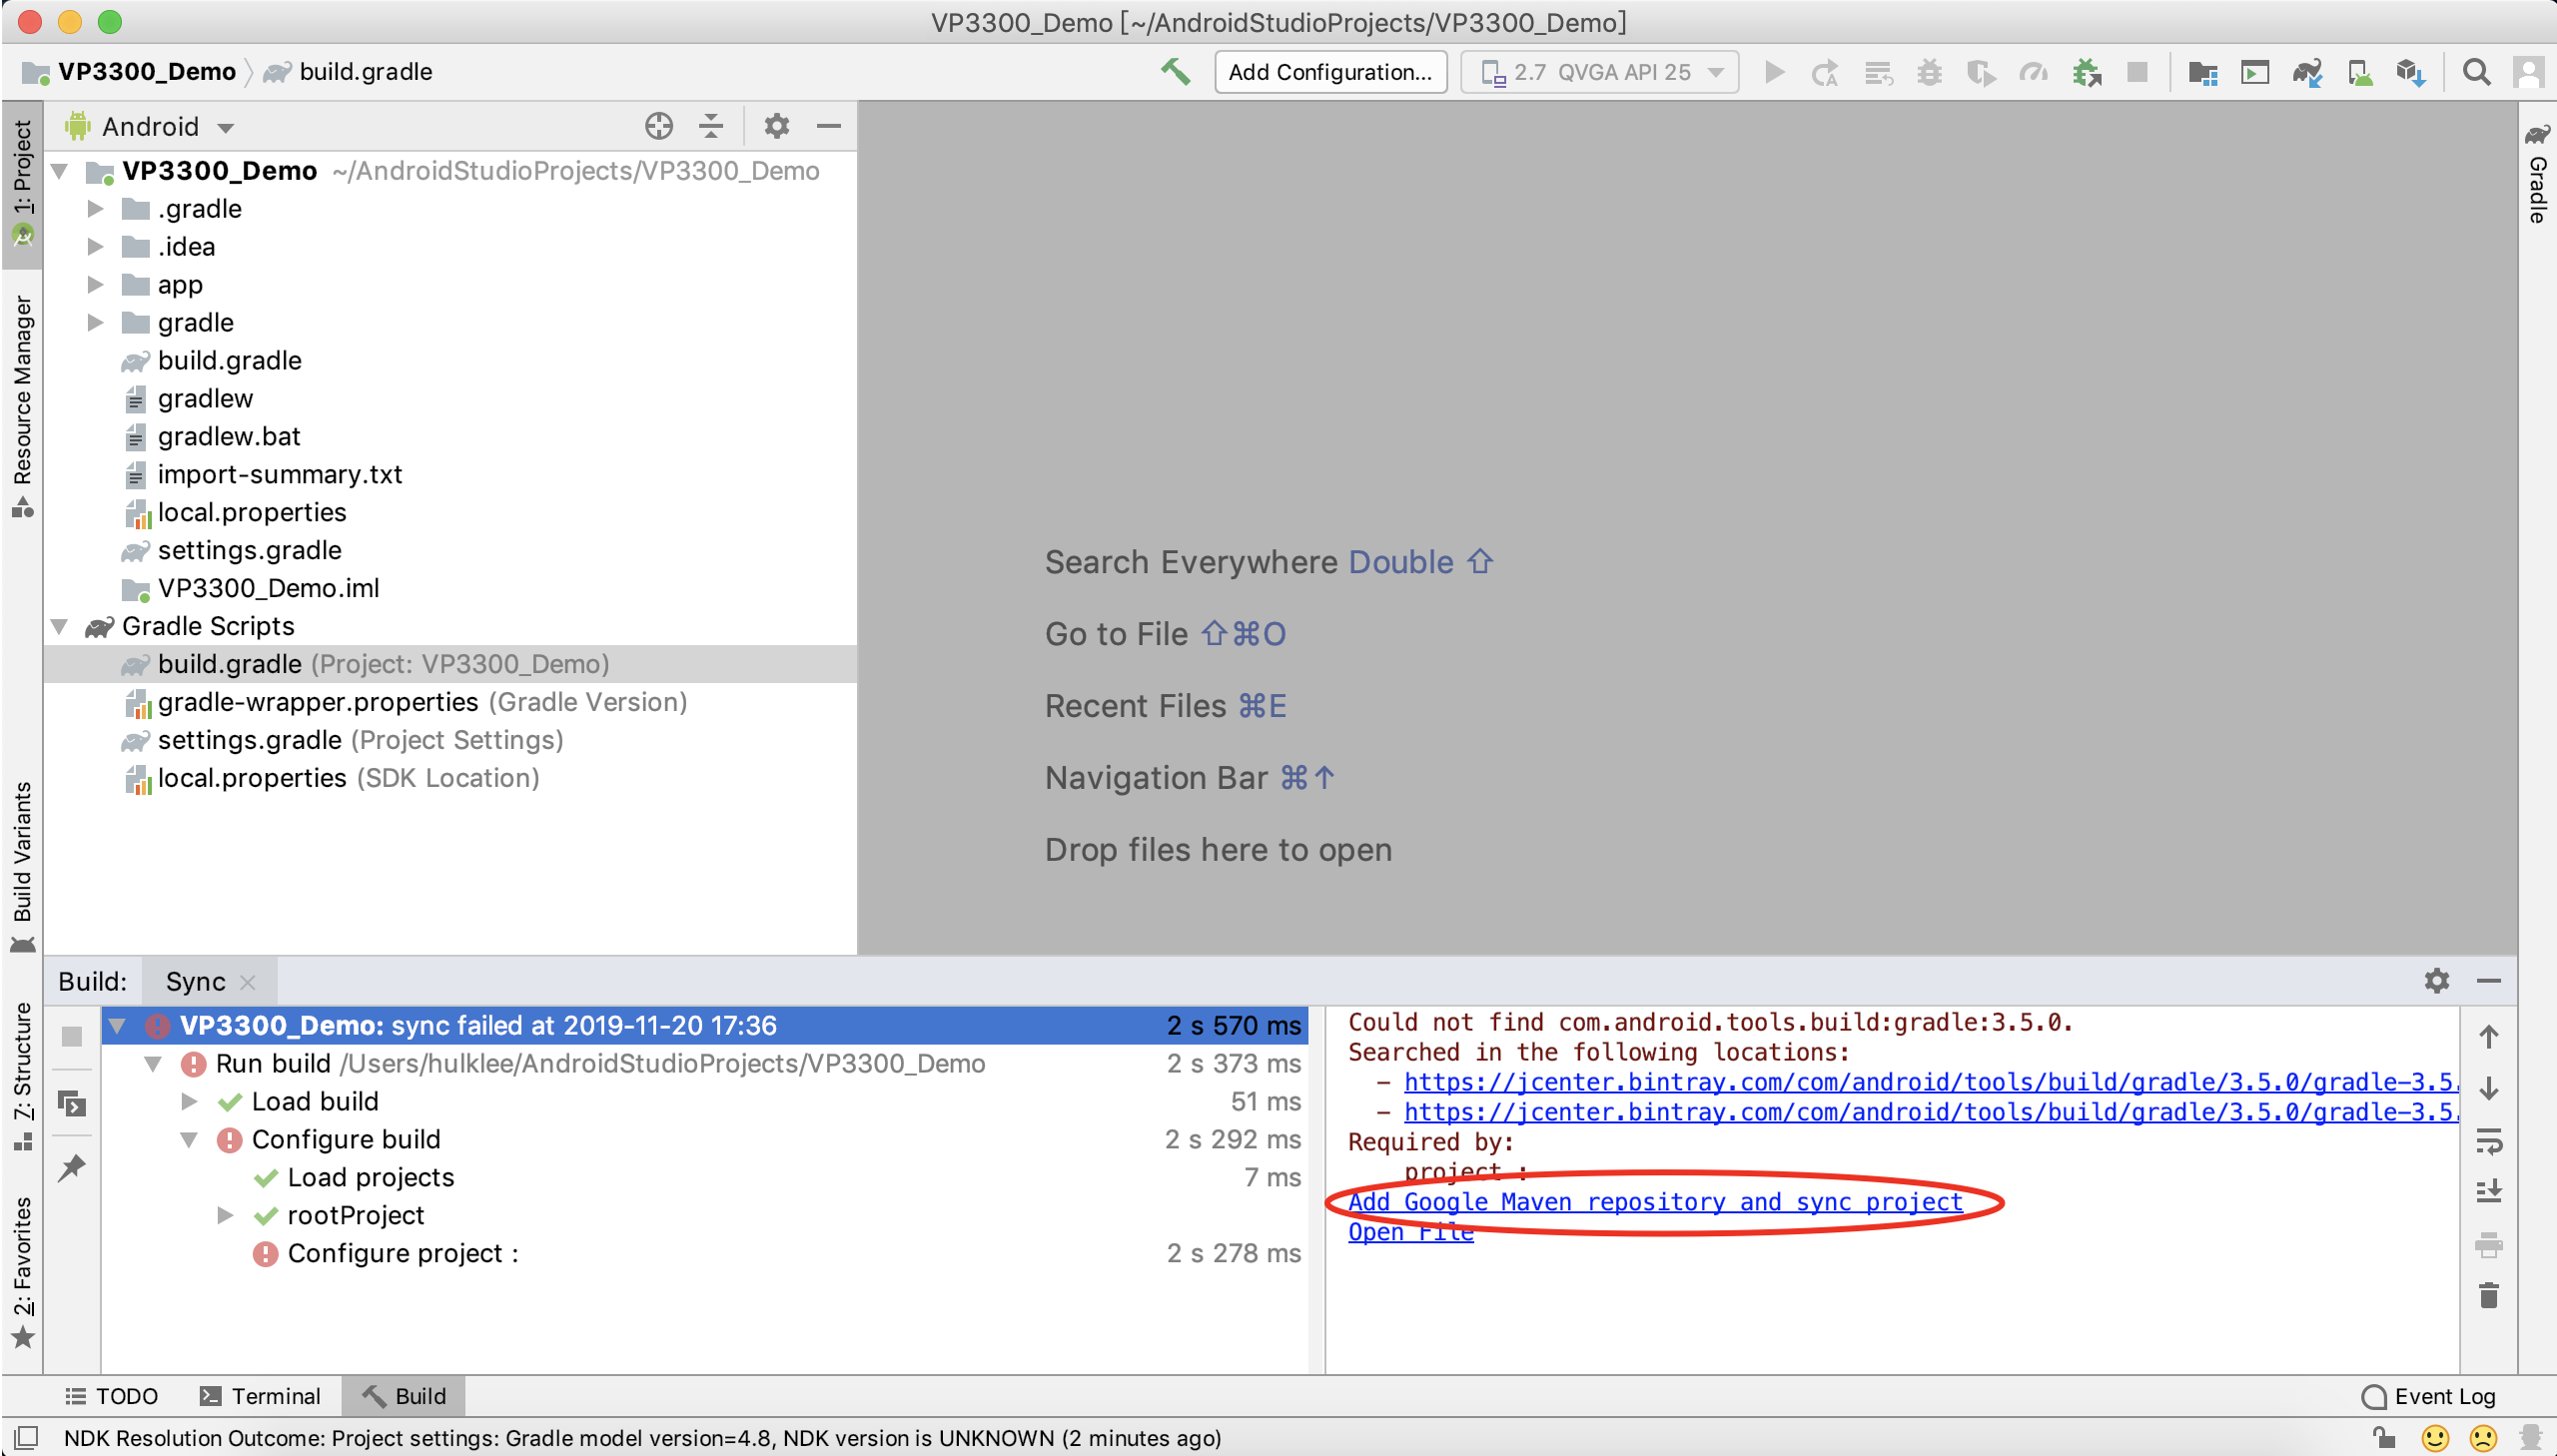 VP3300_Demo [~/AndroidStudioProjects/VP3300_Demo]
VP3300_Demo build.gradle
Add Configuration...
2.7 QVGA API 25
1: Project
Resource Manager
Build Variants
7: Structure
2: Favorites
Android
VP3300_Demo ~/AndroidStudioProjects/VP3300_Demo
.gradle
.idea
app
gradle
build.gradle
gradlew
gradlew.bat
import-summary.txt
local.properties
settings.gradle
VP3300_Demo.iml
Gradle Scripts
build.gradle (Project: VP3300_Demo)
gradle-wrapper.properties (Gradle Version)
settings.gradle (Project Settings)
local.properties (SDK Location)
Search Everywhere Double ⇧
Go to File ⇧⌘O
Recent Files ⌘E
Navigation Bar ⌘↑
Drop files here to open
Gradle
Build: Sync
VP3300_Demo: sync failed at 2019-11-20 17:36 2 s 570 ms
Run build /Users/hulklee/AndroidStudioProjects/VP3300_Demo 2 s 373 ms
Load build 51 ms
Configure build 2 s 292 ms
Load projects 7 ms
rootProject
Configure project : 2 s 278 ms
Could not find com.android.tools.build:gradle:3.5.0.
Searched in the following locations:
- https://jcenter.bintray.com/com/android/tools/build/gradle/3.5.0/gradle-3.5.
- https://jcenter.bintray.com/com/android/tools/build/gradle/3.5.0/gradle-3.5.
Required by:
project :
Add Google Maven repository and sync project
Open File
TODO Terminal Build
Event Log
NDK Resolution Outcome: Project settings: Gradle model version=4.8, NDK version is UNKNOWN (2 minutes ago)